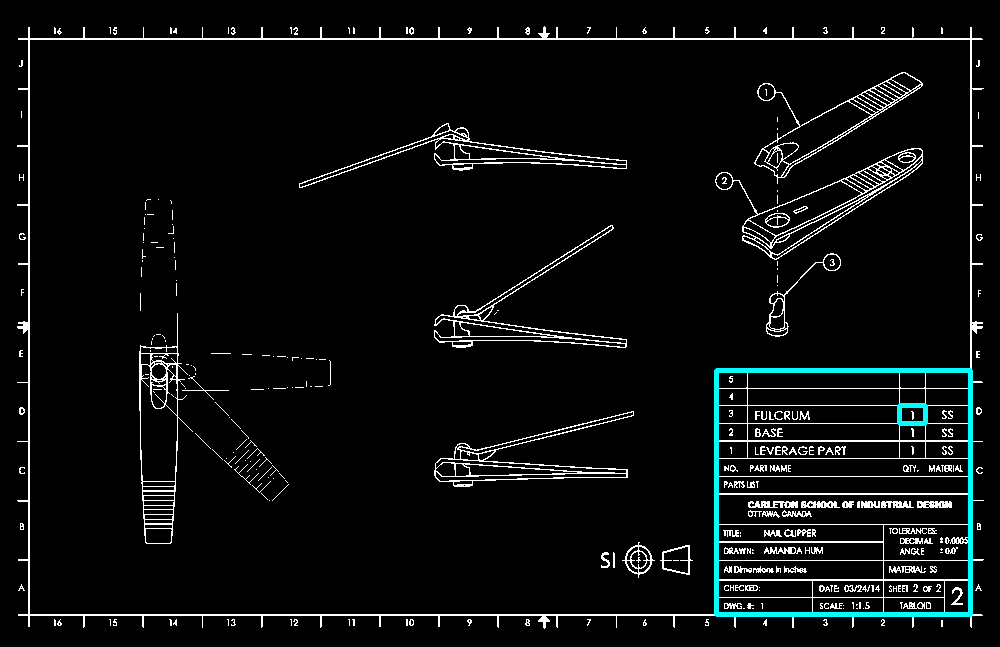 16 15 14 13 12 11 10 9 8 7 6 5 4 3 2 1
J J
I I
H H
G G
F F
E E
D D
C C
B B
A A
1
2
3
5
4
3 FULCRUM 1 SS
2 BASE 1 SS
1 LEVERAGE PART 1 SS
NO. PART NAME QTY. MATERIAL
PARTS LIST
CARLETON SCHOOL OF INDUSTRIAL DESIGN
OTTAWA, CANADA
TITLE: NAIL CLIPPER TOLERANCES:
DECIMAL ±0.0005
DRAWN: AMANDA HUM ANGLE ±0.0°
All Dimensions in Inches MATERIAL: SS
SI
CHECKED: DATE: 03/24/14 SHEET 2 OF 2
2
DWG. #: 1 SCALE: 1:1.5 TABLOID
16 15 14 13 12 11 10 9 8 7 6 5 4 3 2 1